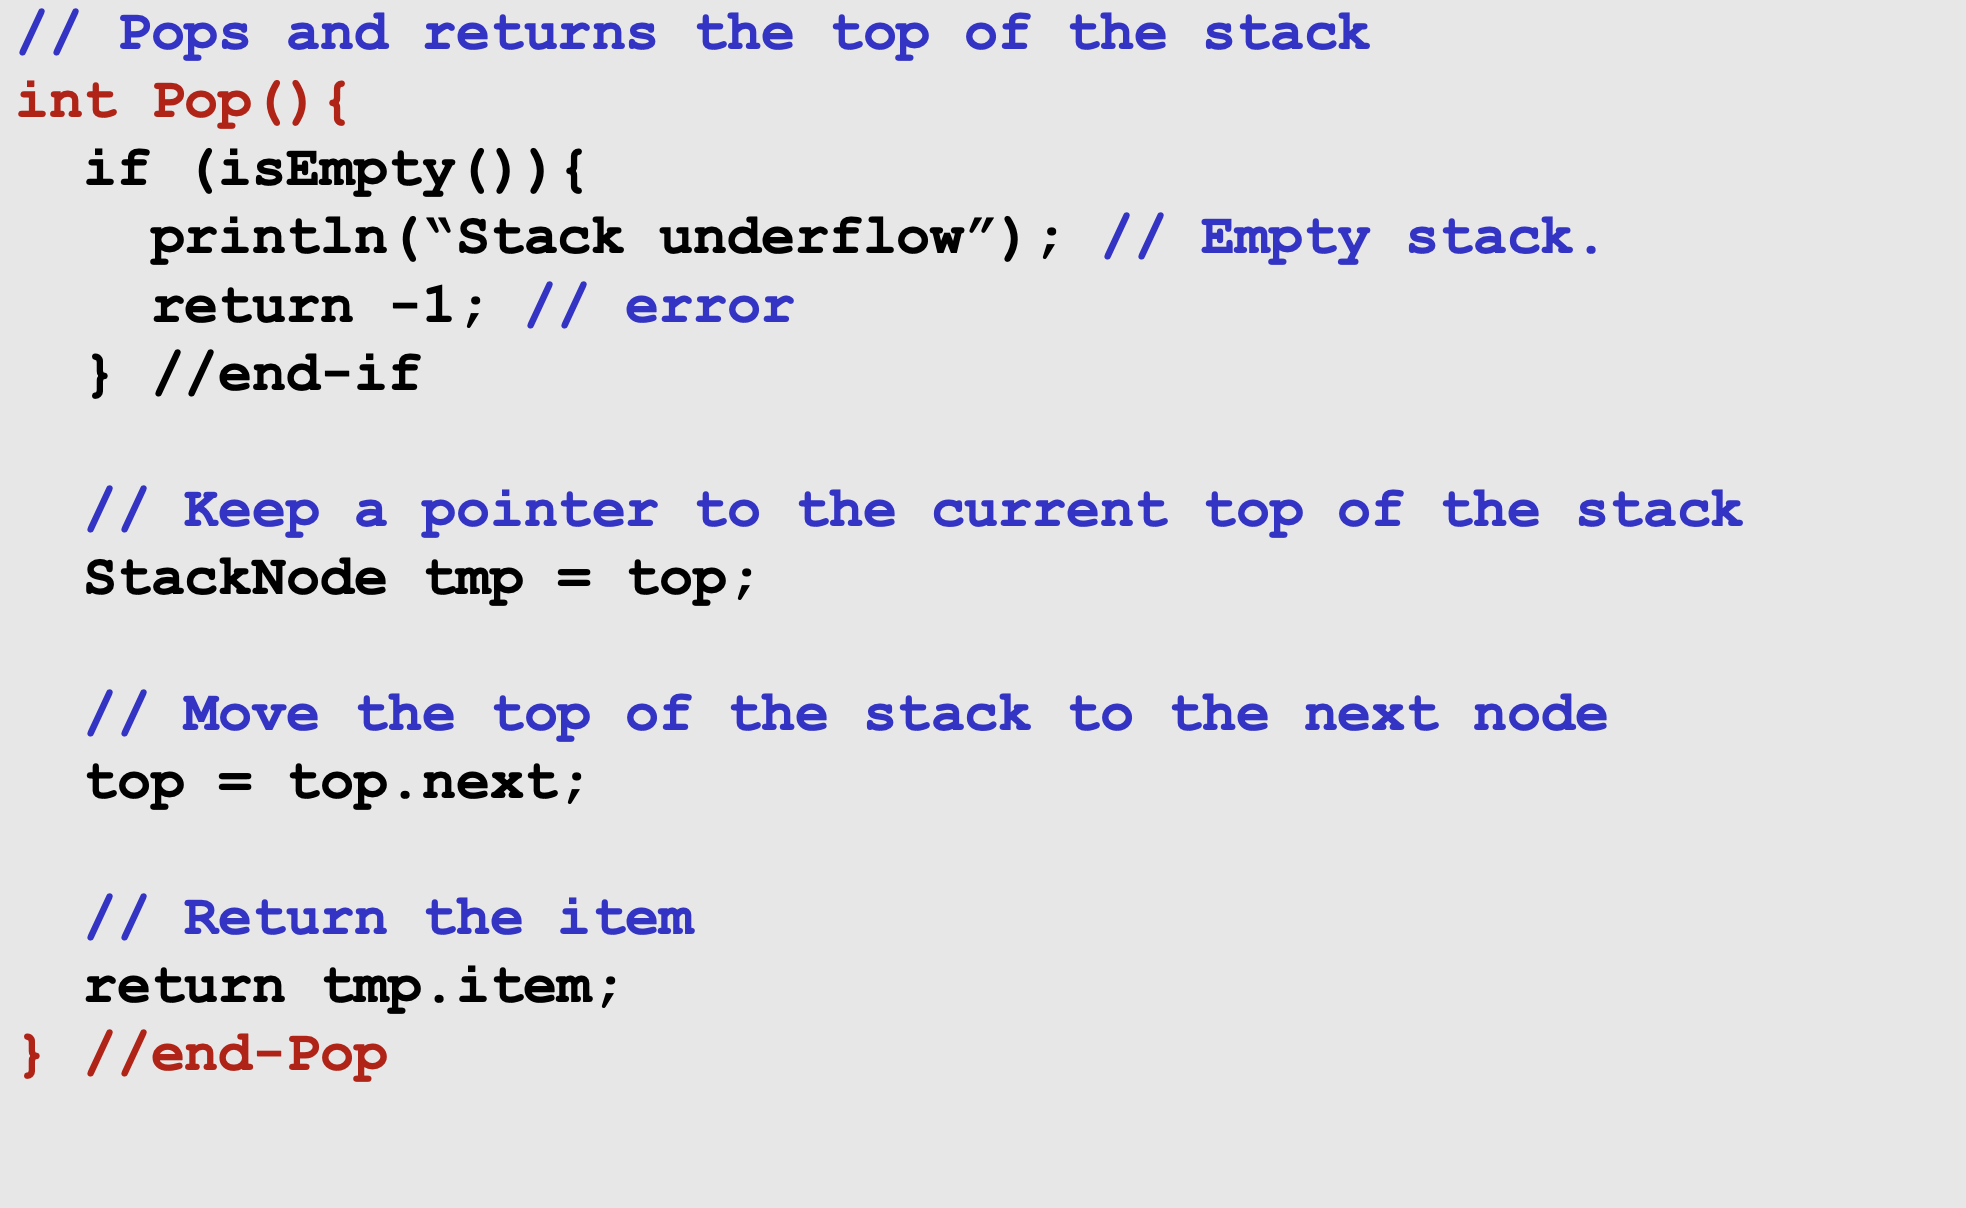 // Pops and returns the top of the stack
int Pop(){
if (isEmpty()){
println(“Stack underflow”); // Empty stack.
return -1; // error
} //end-if
// Keep a pointer to the current top of the stack
StackNode tmp = top;
// Move the top of the stack to the next node
top = top.next;
// Return the item
return tmp.item;
} //end-Pop